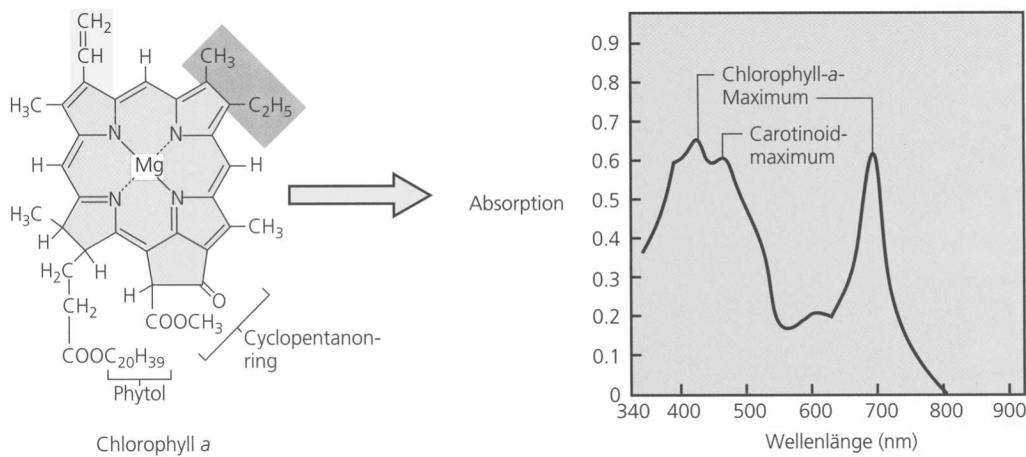 CH₂
CH
H
CH₃
H₃C
C₂H₅
N
N
H
Mg
H
N
N
H₃C
H
CH₃
H₂C
H
H
O
CH₂
COOCH₃
Cyclopentanon-
ring
COOC₂₀H₃₉
Phytol
Chlorophyll a
Absorption
0.9
0.8
0.7
0.6
0.5
0.4
0.3
0.2
0.1
0
Chlorophyll-a-
Maximum
Carotinoid-
maximum
340 400 500 600 700 800 900
Wellenlänge (nm)